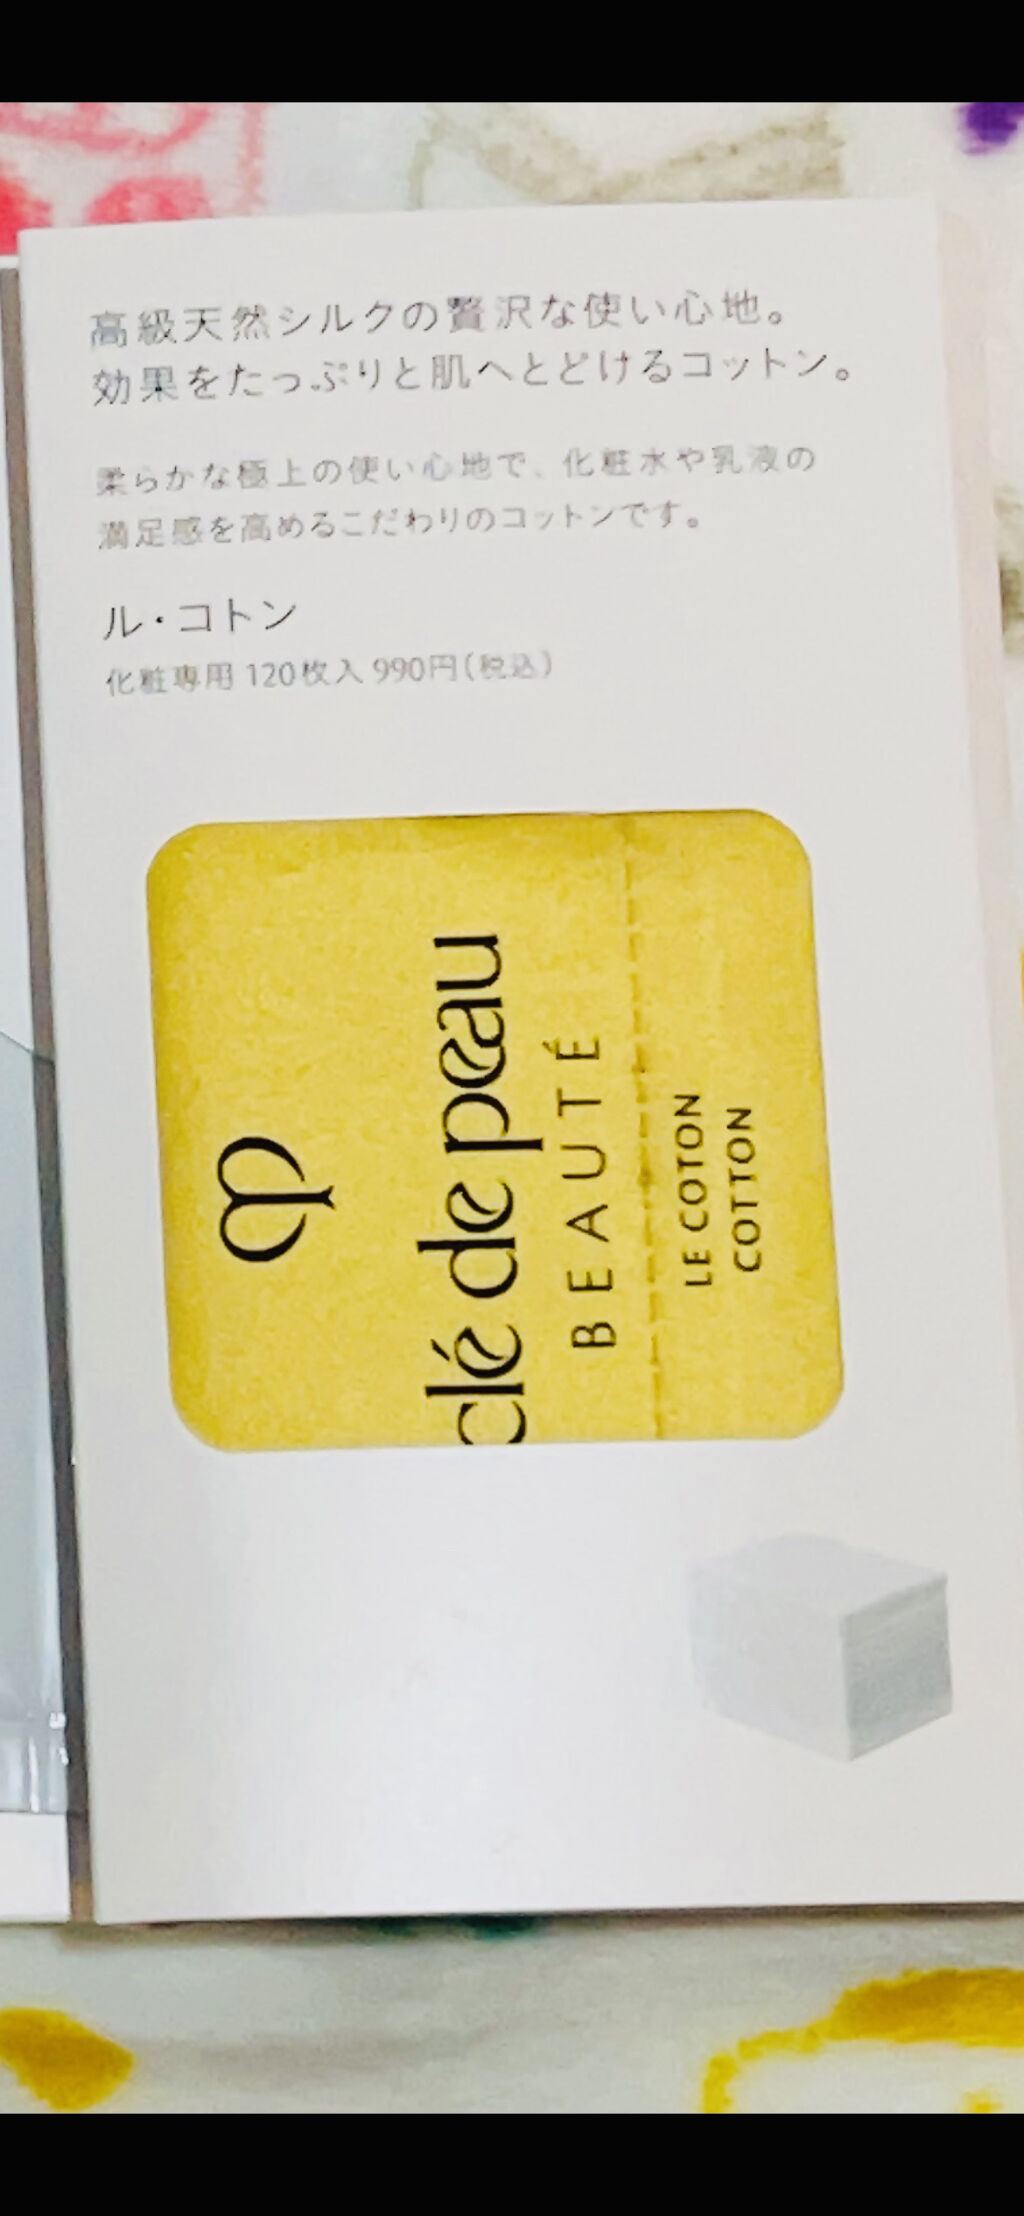 高級天然シルクの贅沢な使い心地。
効果をたっぷりと肌へとどけるコットン。
柔らかな極上の使い心地で、化粧水や乳液の
満足感を高めるこだわりのコットンです。
ル・コトン
化粧専用 120枚入 990円(税込)
clé de peau
BEAUTÉ
LE COTON
COTTON